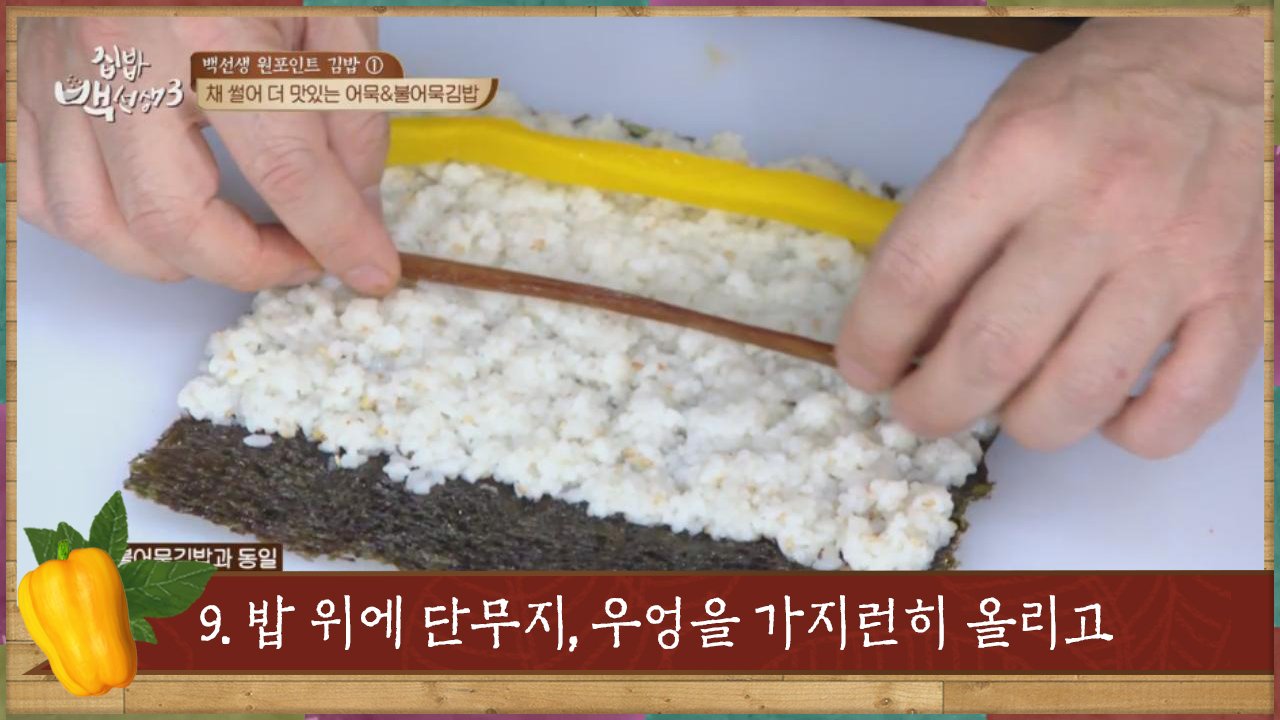 집밥
백선생3
백선생 원포인트 김밥 ①
채 썰어 더 맛있는 어묵&불어묵김밥
불어묵김밥과 동일
9. 밥 위에 단무지, 우엉을 가지런히 올리고